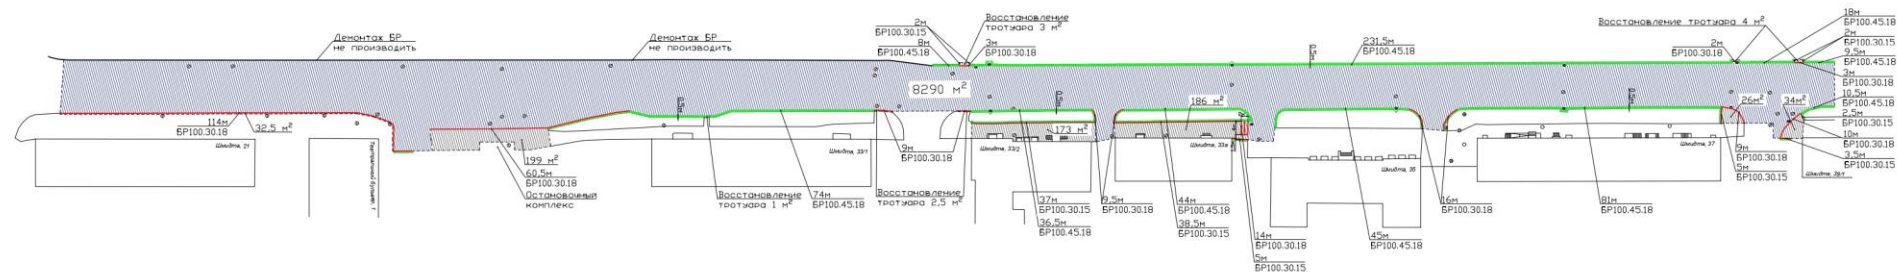 Демонтаж БР
не производить
Демонтаж БР
не производить
2м
БР100.30.15
8м
БР100.45.18
Восстановление
тротуара 3 м²
3м
БР100.30.18
0,5м
231,5м
БР100.45.18
Восстановление тротуара 4 м²
2м
БР100.30.18
18м
БР100.45.18
2м
БР100.30.15
9,5м
БР100.45.18
3м
БР100.30.18
10,5м
БР100.45.18
2,5м
БР100.30.15
10м
БР100.30.18
3,5м
БР100.30.15
8290 м²
0,5м
0,5м
0,5м
186 м²
173 м²
26м²
34м²
114м
БР100.30.18
32,5 м²
Шмидта, 21
199 м²
60,5м
БР100.30.18
Остановочный
комплекс
Шмидта, 33/1
Восстановление
тротуара 1 м²
74м
БР100.45.18
9м
БР100.30.18
Восстановление
тротуара 2,5 м²
Шмидта, 33/2
37м
БР100.30.15
36,5м
БР100.45.18
9,5м
БР100.30.18
44м
БР100.45.18
38,5м
БР100.30.15
14м
БР100.30.18
5м
БР100.30.15
Шмидта, 35
45м
БР100.45.18
16м
БР100.30.18
81м
БР100.45.18
Шмидта, 37
9м
БР100.30.18
5м
БР100.30.15